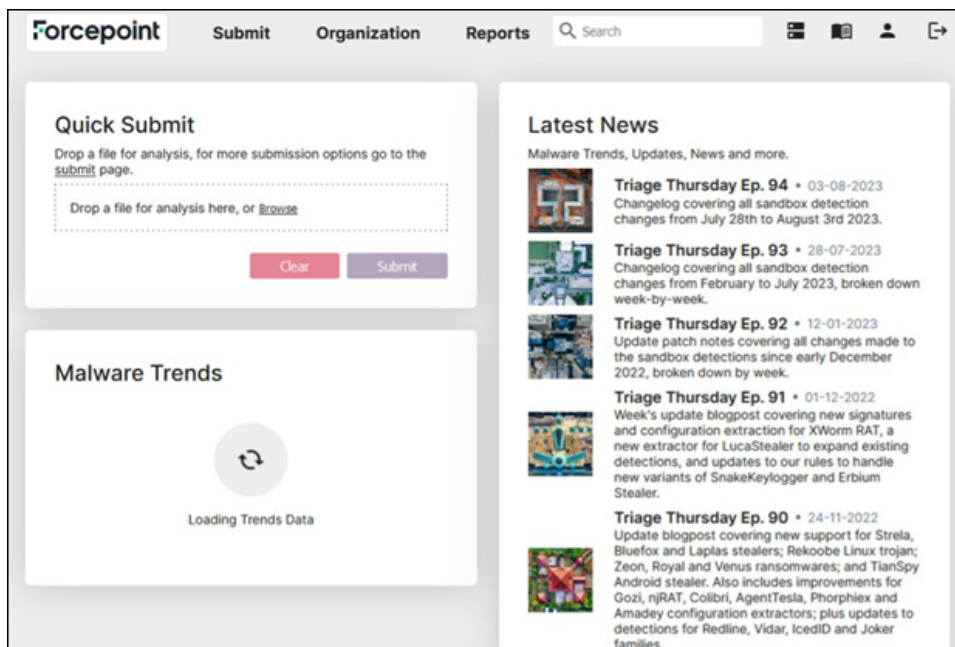 Forcepoint
Submit
Organization
Reports
Search
Quick Submit
Drop a file for analysis, for more submission options go to the
submit page.
Drop a file for analysis here, or Browse
Clear
Submit
Malware Trends
Loading Trends Data
Latest News
Malware Trends, Updates, News and more.
Triage Thursday Ep. 94 • 03-08-2023
Changelog covering all sandbox detection
changes from July 28th to August 3rd 2023.
Triage Thursday Ep. 93 • 28-07-2023
Changelog covering all sandbox detection
changes from February to July 2023, broken down
week-by-week.
Triage Thursday Ep. 92 • 12-01-2023
Update patch notes covering all changes made to
the sandbox detections since early December
2022, broken down by week.
Triage Thursday Ep. 91 • 01-12-2022
Week's update blogpost covering new signatures
and configuration extraction for XWorm RAT, a
new extractor for LucaStealer to expand existing
detections, and updates to our rules to handle
new variants of SnakeKeylogger and Erbium
Stealer.
Triage Thursday Ep. 90 • 24-11-2022
Update blogpost covering new support for Strela,
Bluefox and Laplas stealers; Rekoobe Linux trojan;
Zeon, Royal and Venus ransomwares; and TianSpy
Android stealer. Also includes improvements for
Gozi, njRAT, Colibri, AgentTesla, Phorphiex and
Amadey configuration extractors; plus updates to
detections for Redline, Vidar, IcedID and Joker
families.